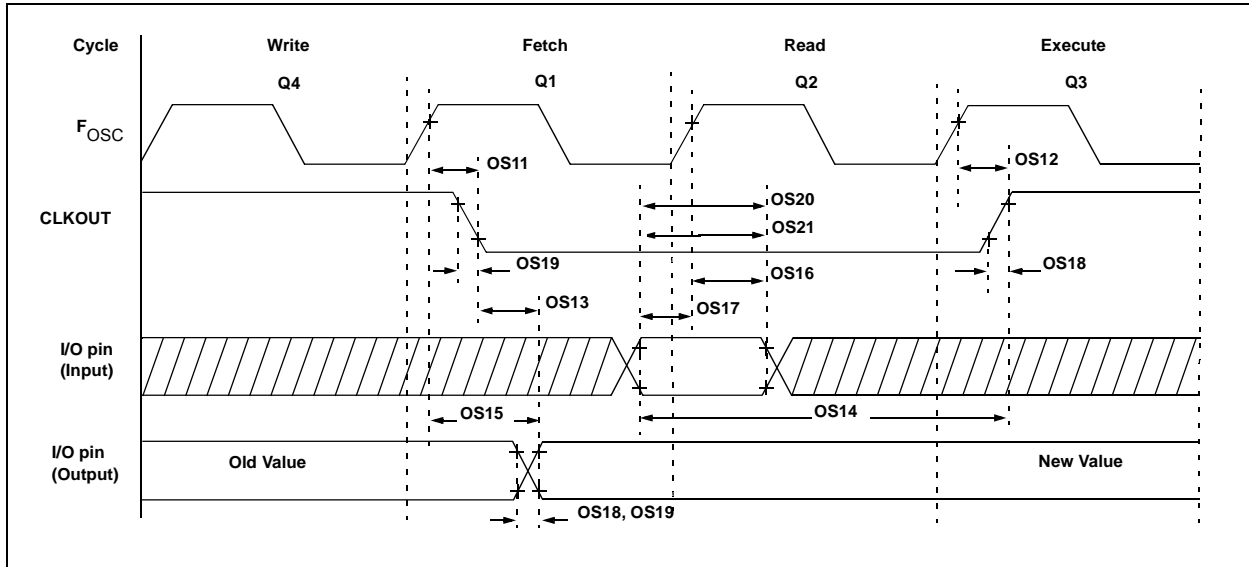 Cycle Write Fetch Read Execute
Q4 Q1 Q2 Q3
FOSC
OS11 OS12
CLKOUT
OS20
OS21
OS19 OS16 OS18
OS13 OS17
I/O pin
(Input)
OS15 OS14
I/O pin
(Output)
Old Value New Value
OS18, OS19